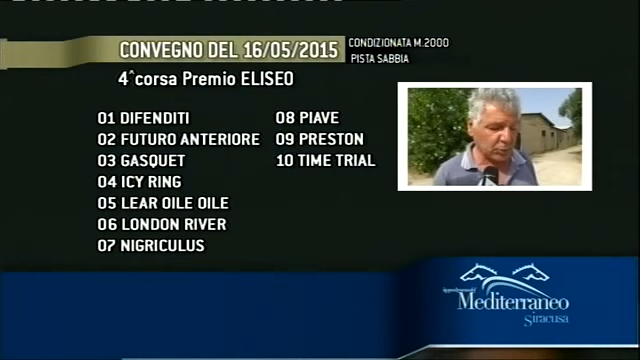 CONVEGNO DEL 16/05/2015
CONDIZIONATA M.2000
PISTA SABBIA
4^corsa Premio ELISEO
01 DIFENDITI
02 FUTURO ANTERIORE
03 GASQUET
04 ICY RING
05 LEAR OILE OILE
06 LONDON RIVER
07 NIGRICULUS
08 PIAVE
09 PRESTON
10 TIME TRIAL
Mediterraneo
Siracusa